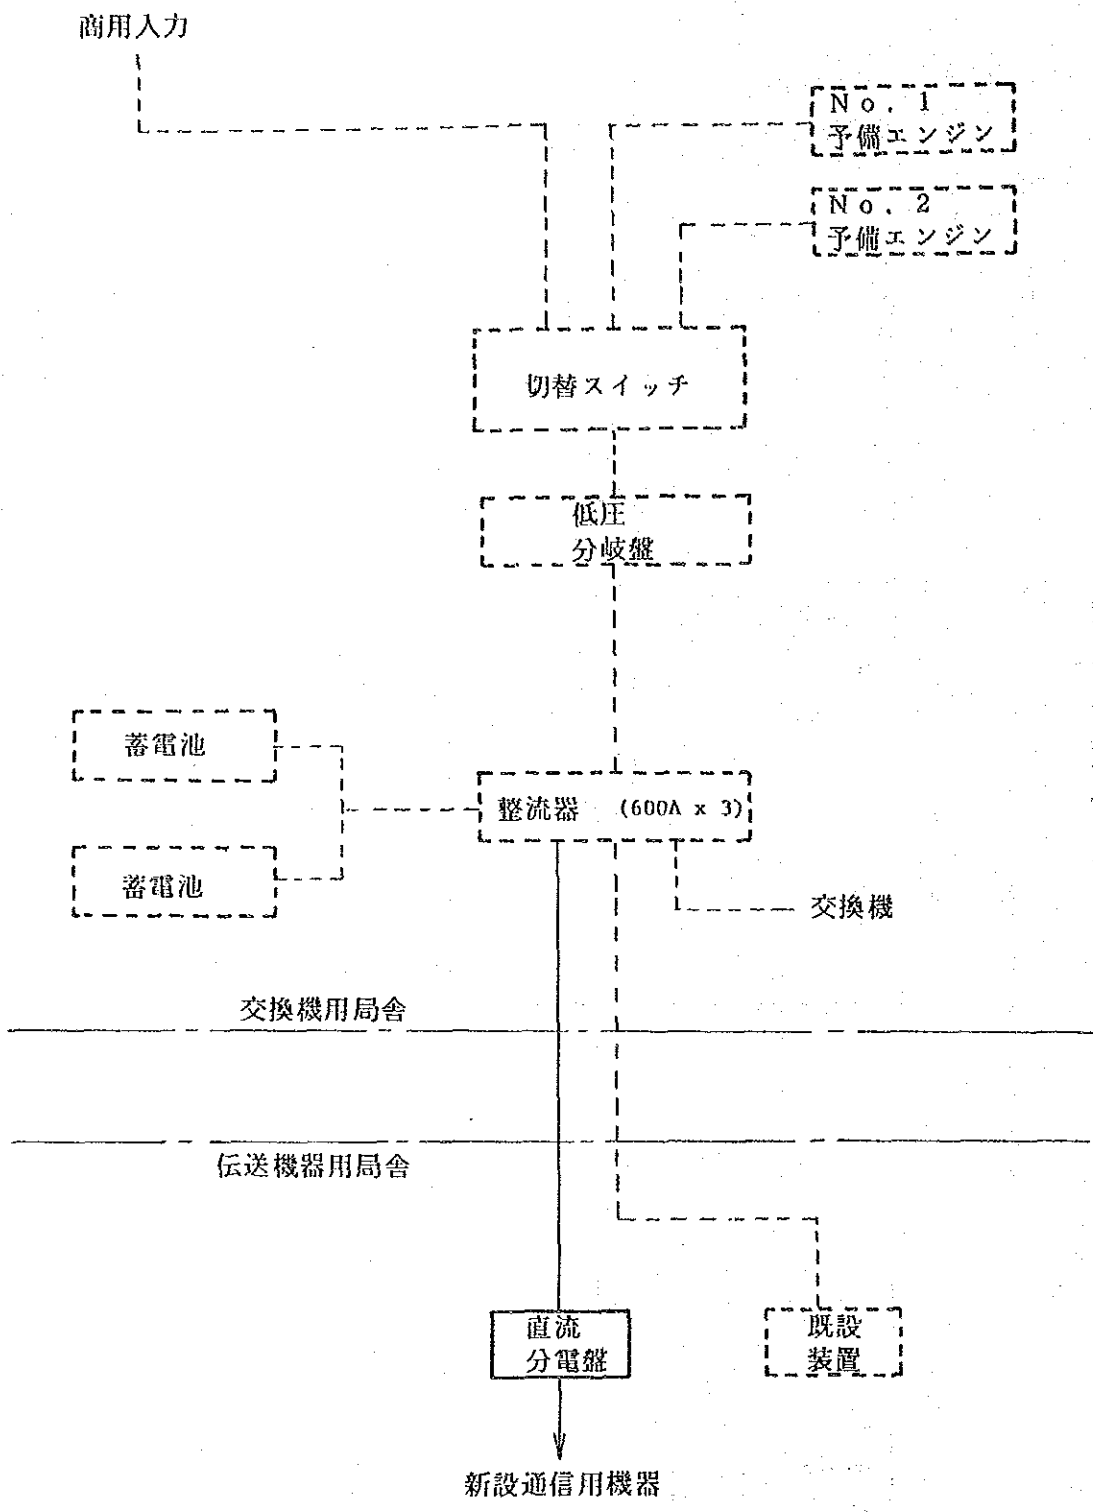 商用入力
No. 1
予備エンジン
No. 2
予備エンジン
切替スイッチ
低圧
分岐盤
蓄電池
整流器 (600A x 3)
蓄電池
交換機
交換機用局舎
伝送機器用局舎
直流
分電盤
既設
装置
新設通信用機器